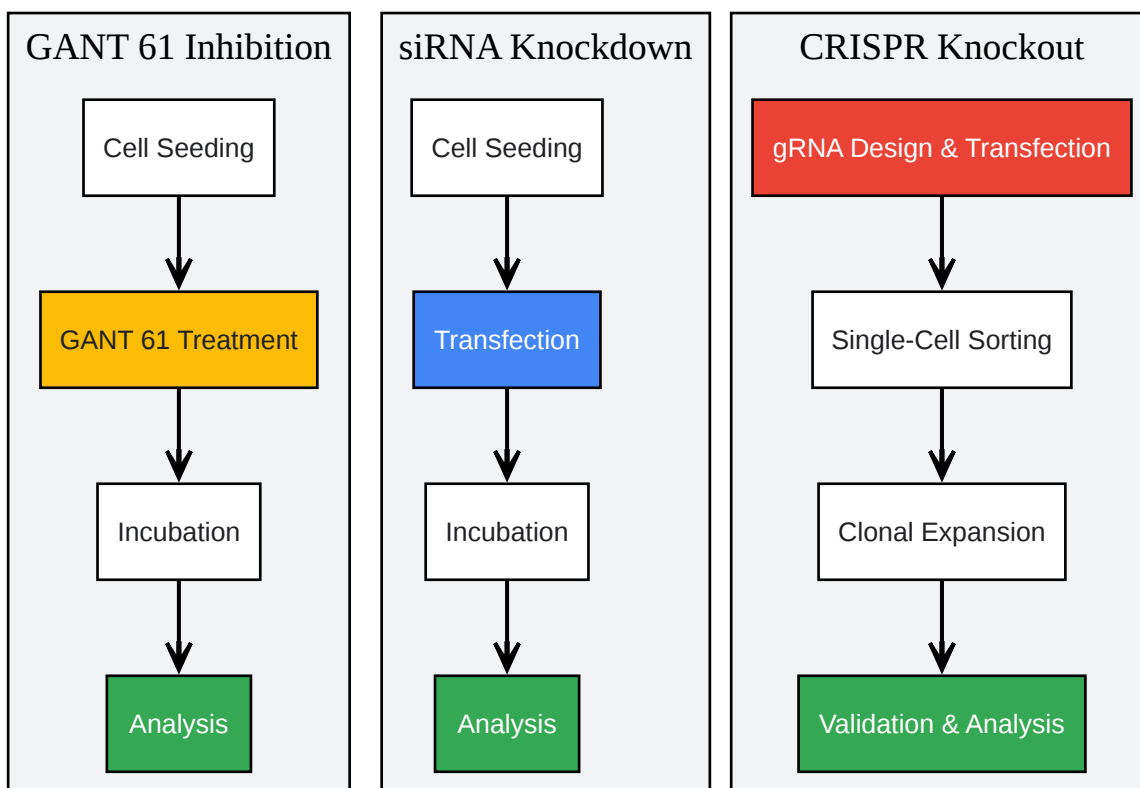 GANT 61 Inhibition
Cell Seeding
GANT 61 Treatment
Incubation
Analysis
siRNA Knockdown
Cell Seeding
Transfection
Incubation
Analysis
CRISPR Knockout
gRNA Design & Transfection
Single-Cell Sorting
Clonal Expansion
Validation & Analysis